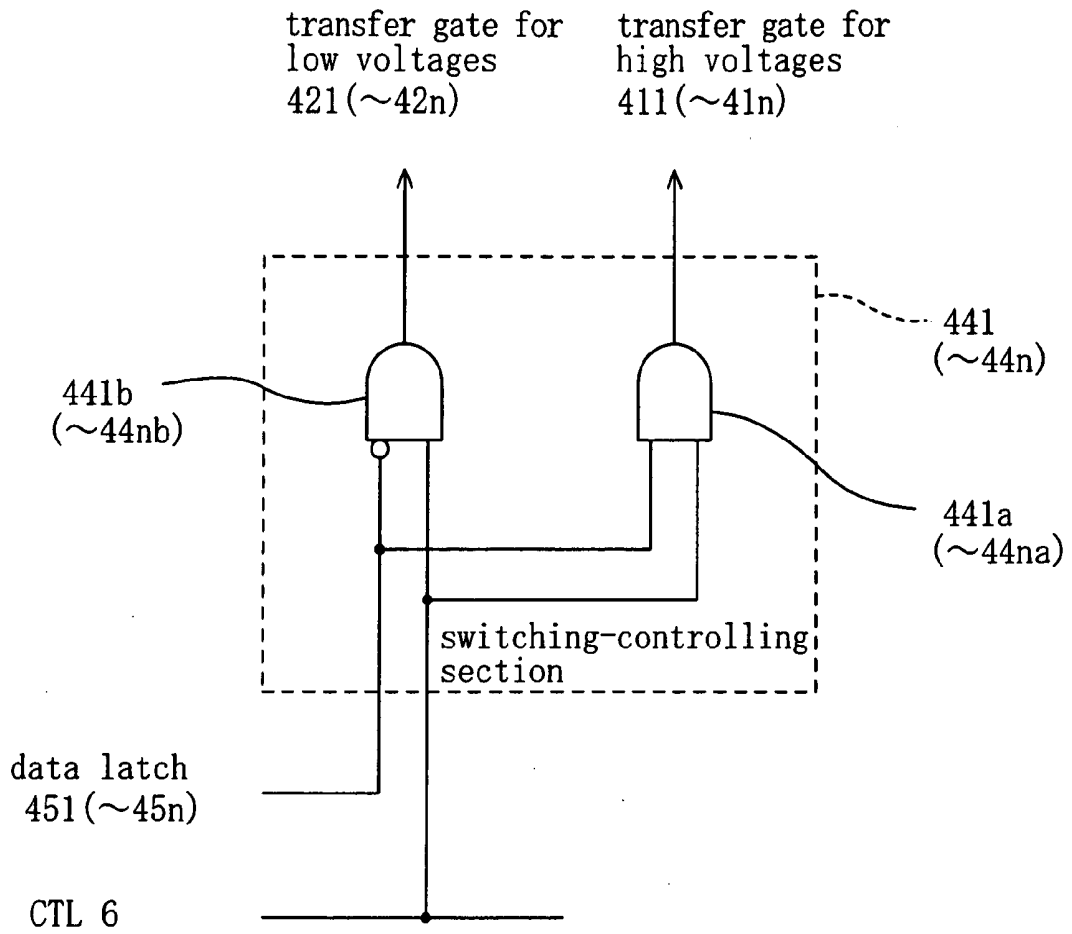 transfer gate for
low voltages
421(～42n)
transfer gate for
high voltages
411(～41n)
441
(～44n)
441b
(～44nb)
441a
(～44na)
switching-controlling
section
data latch
451(～45n)
CTL 6